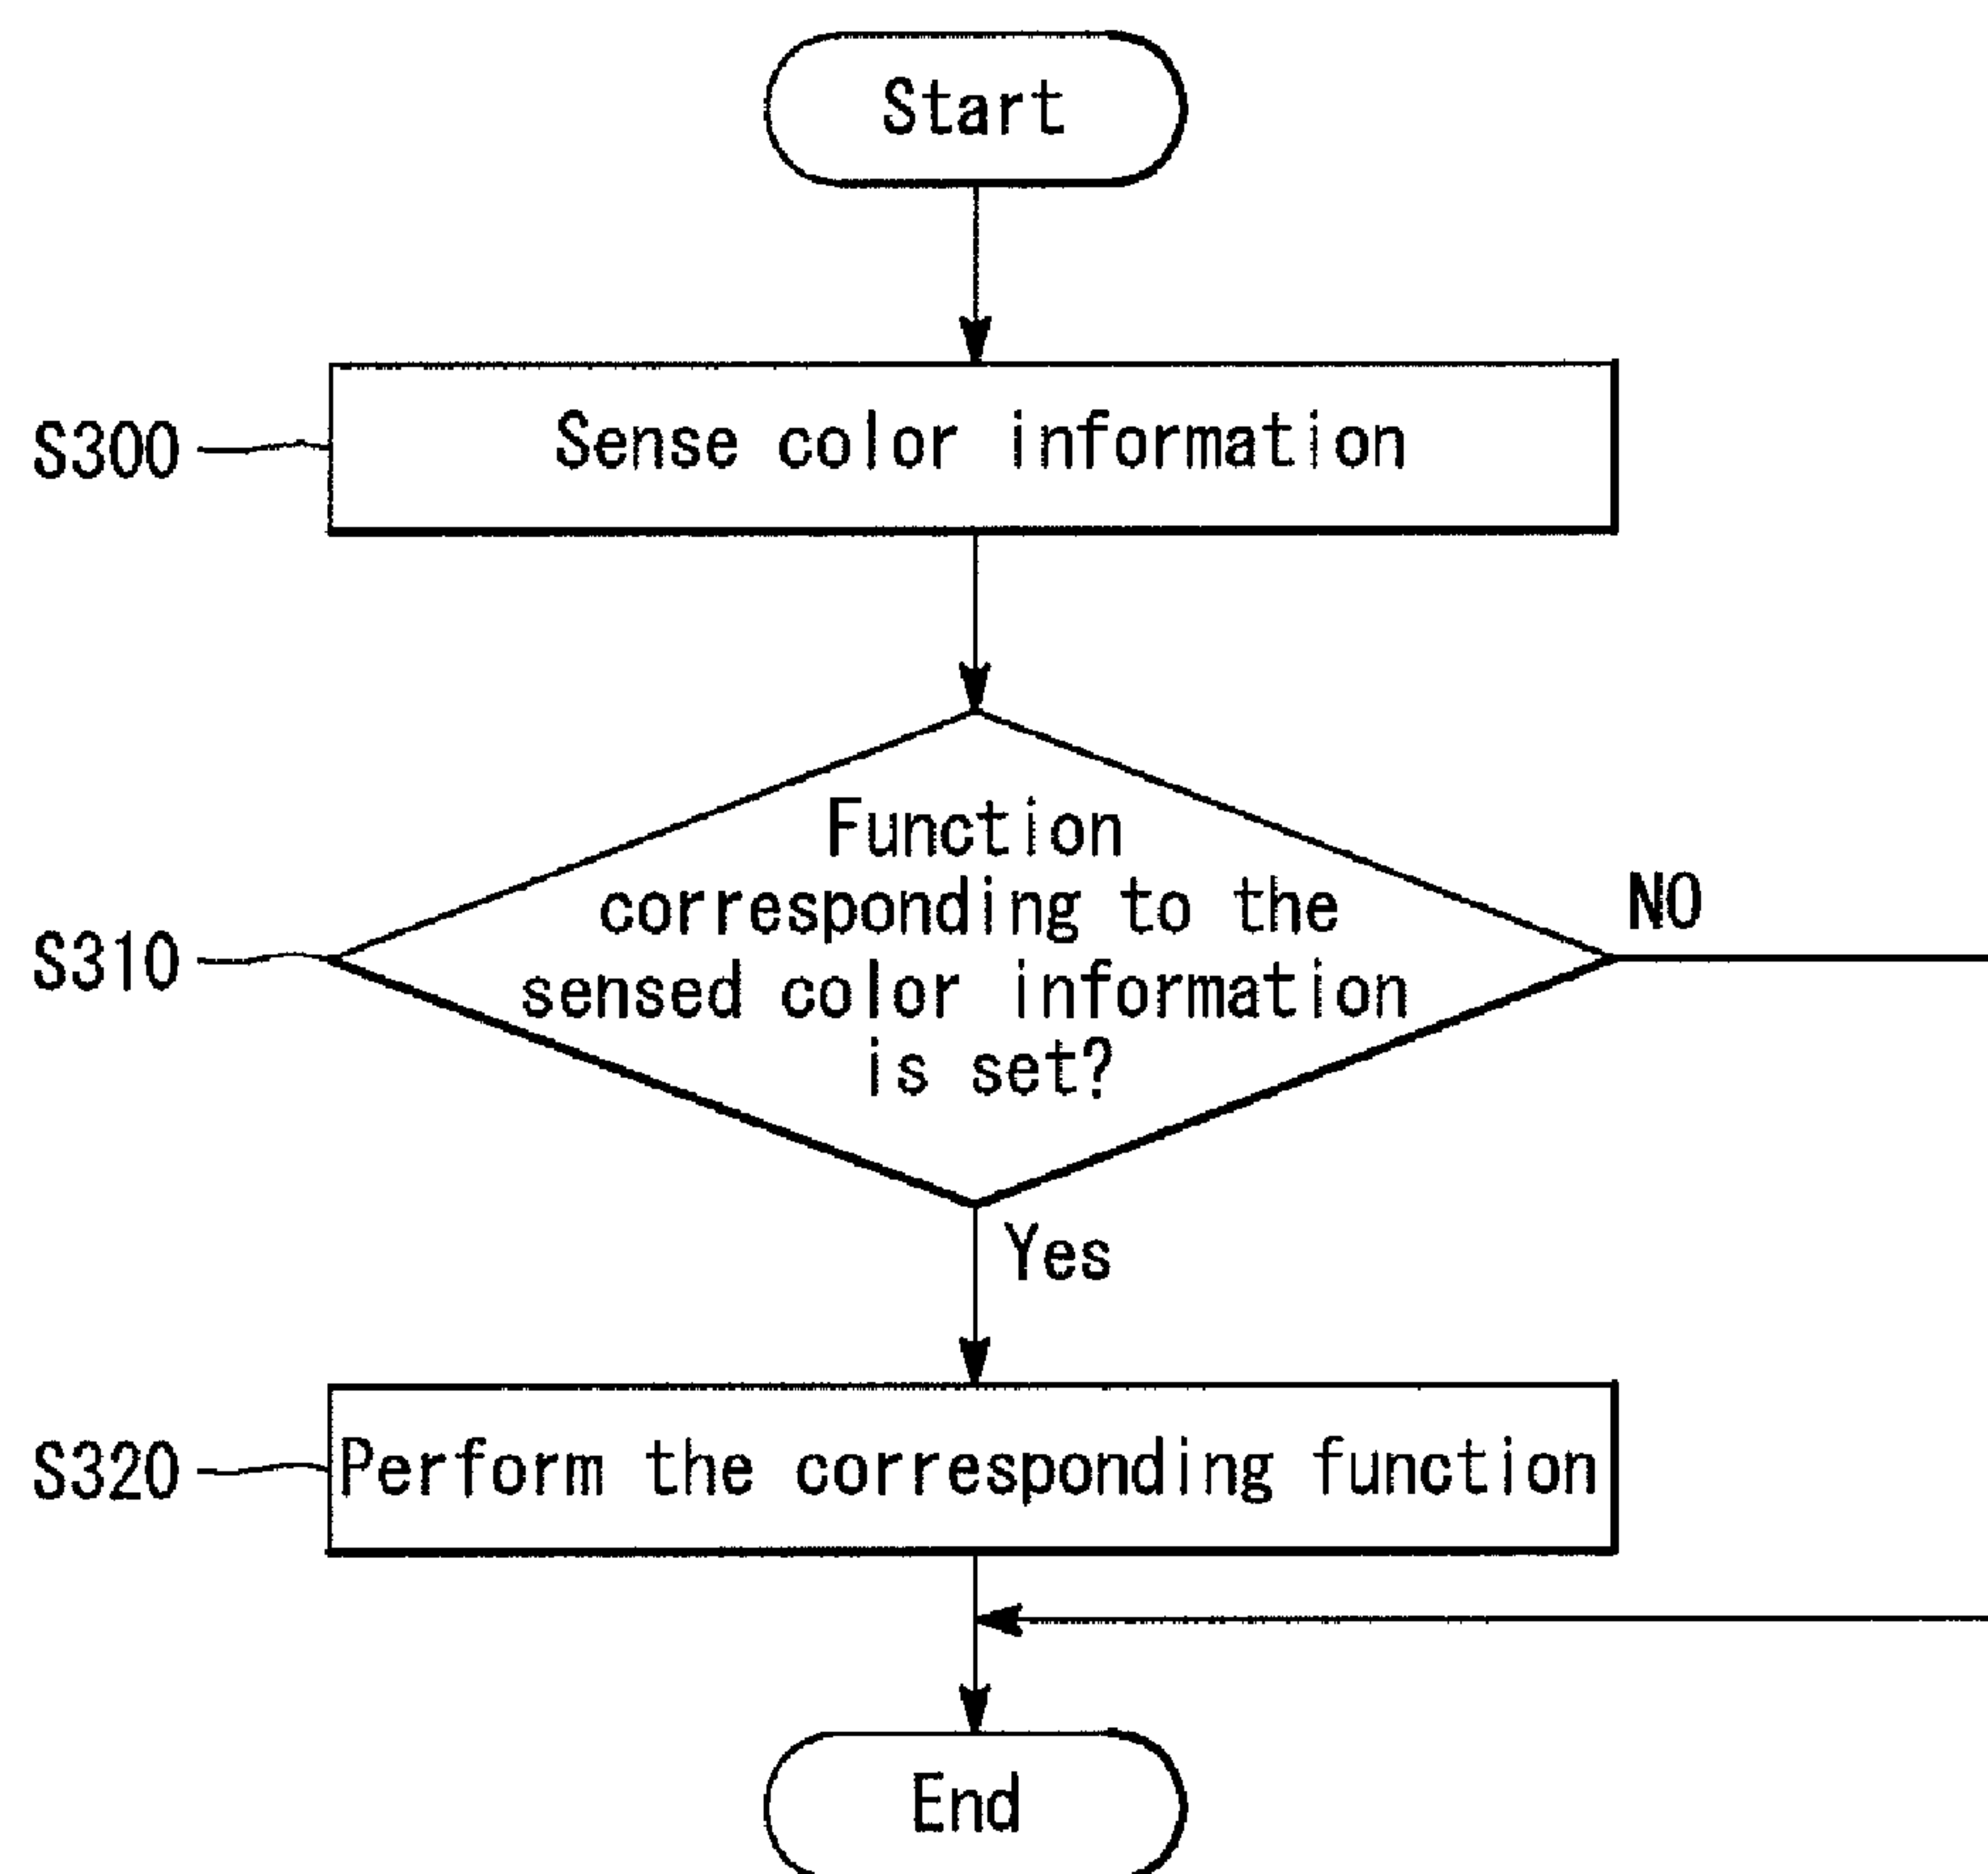 Start
S300
Sense color information
Function
corresponding to the
sensed color information
is set?
NO
S310
Yes
S320
Perform the corresponding function
End